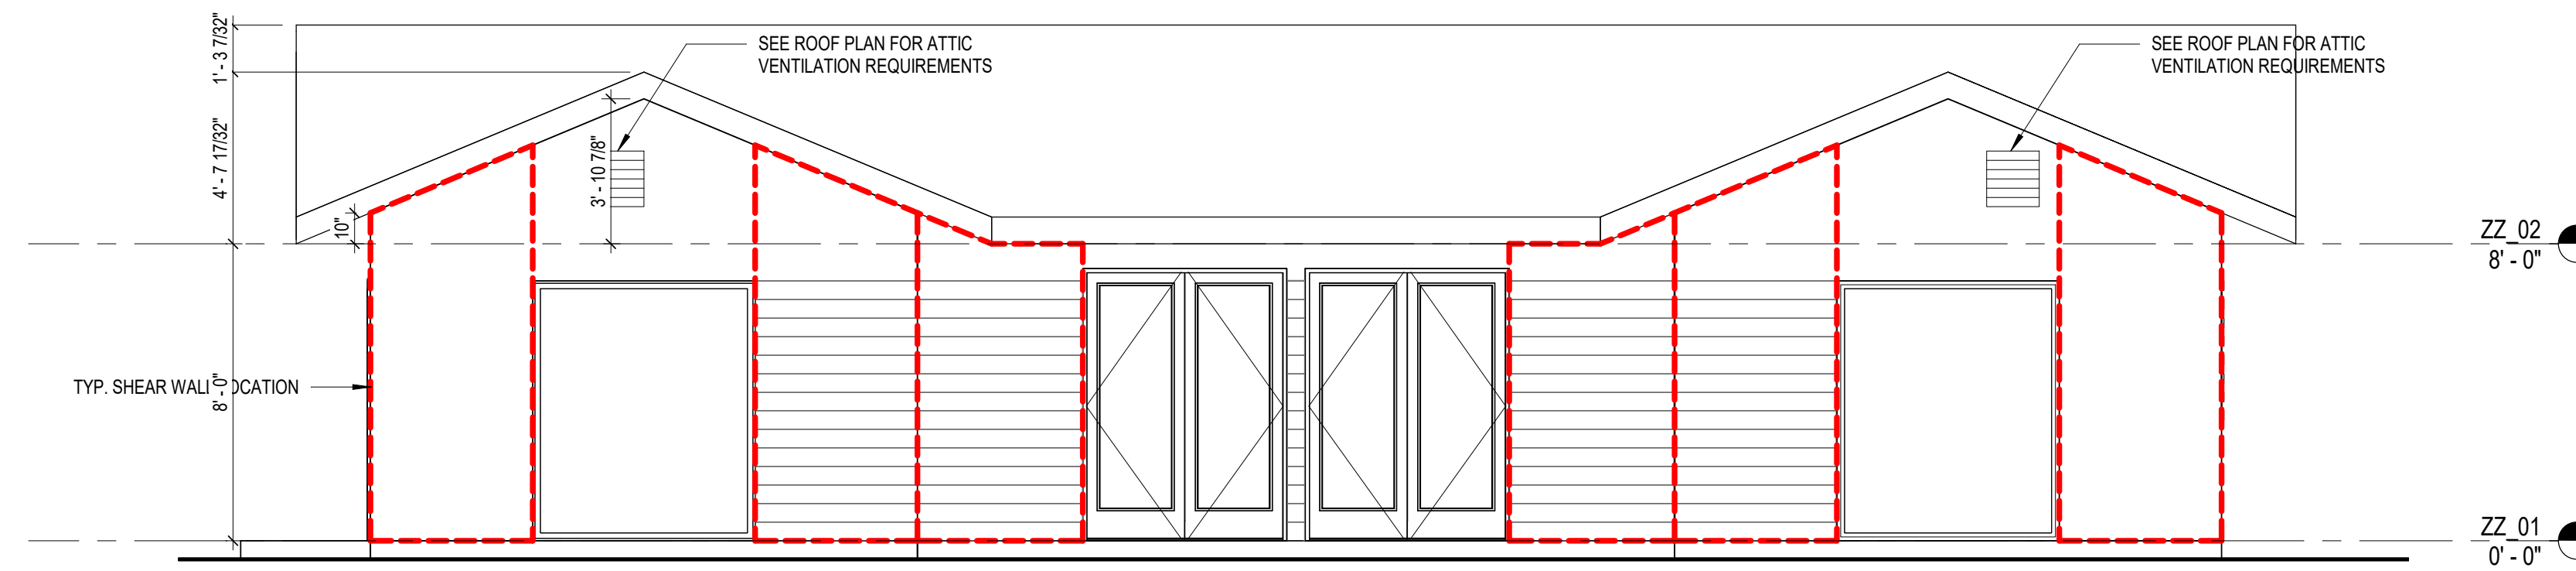 1' - 3 7/32"
SEE ROOF PLAN FOR ATTIC
VENTILATION REQUIREMENTS
SEE ROOF PLAN FOR ATTIC
VENTILATION REQUIREMENTS
4' - 7 17/32"
3' - 10 7/8"
10"
ZZ_02
8' - 0"
TYP. SHEAR WALL LOCATION
8' - 0"
ZZ_01
0' - 0"